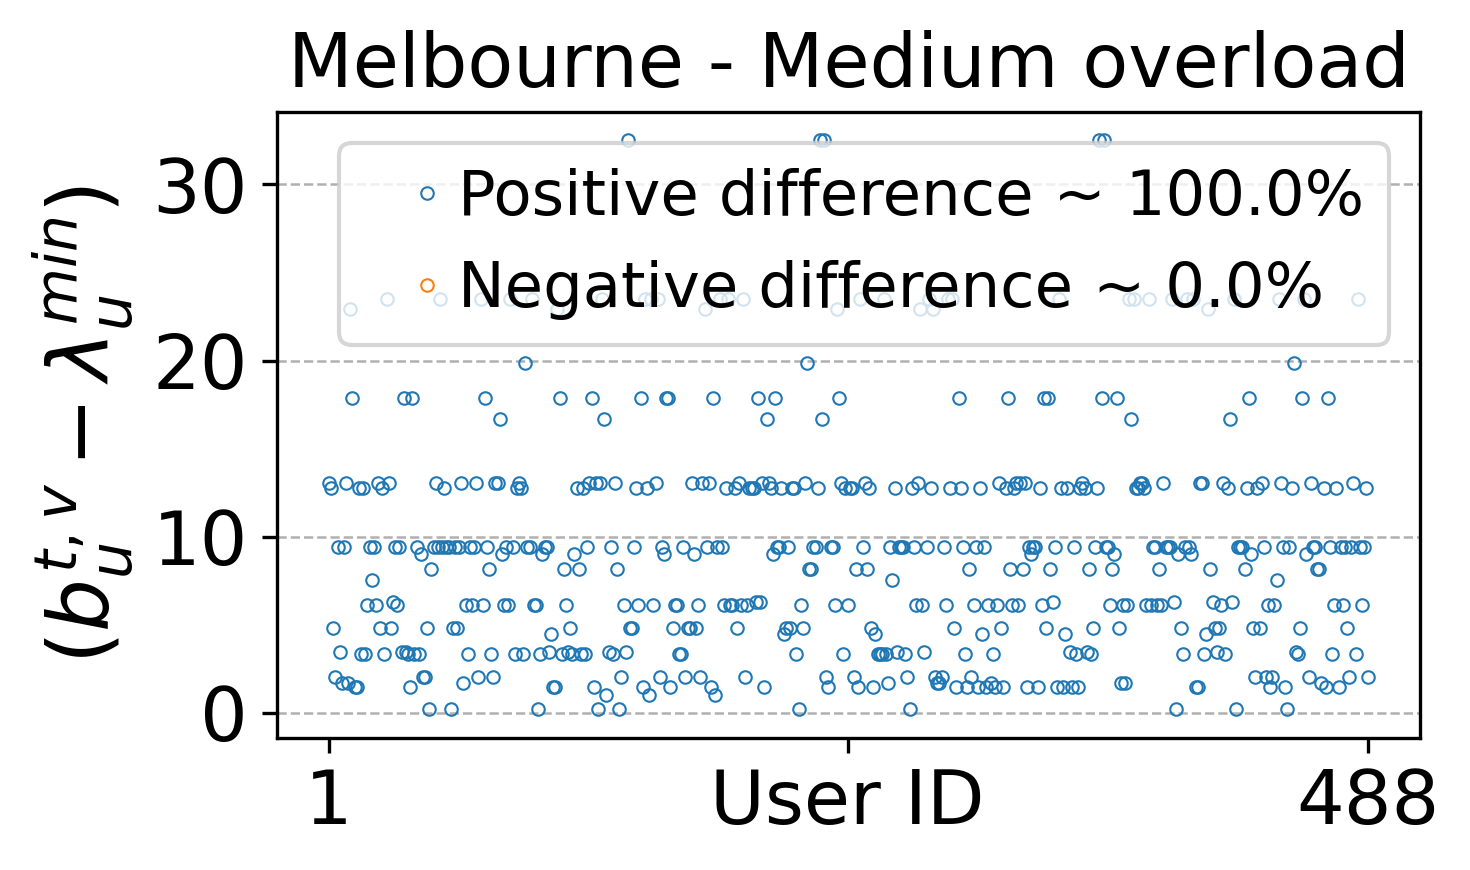 Melbourne - Medium overload
(b_u^{t,v} − λ_u^{min})
30
20
10
0
Positive difference ~ 100.0%
Negative difference ~ 0.0%
1
User ID
488